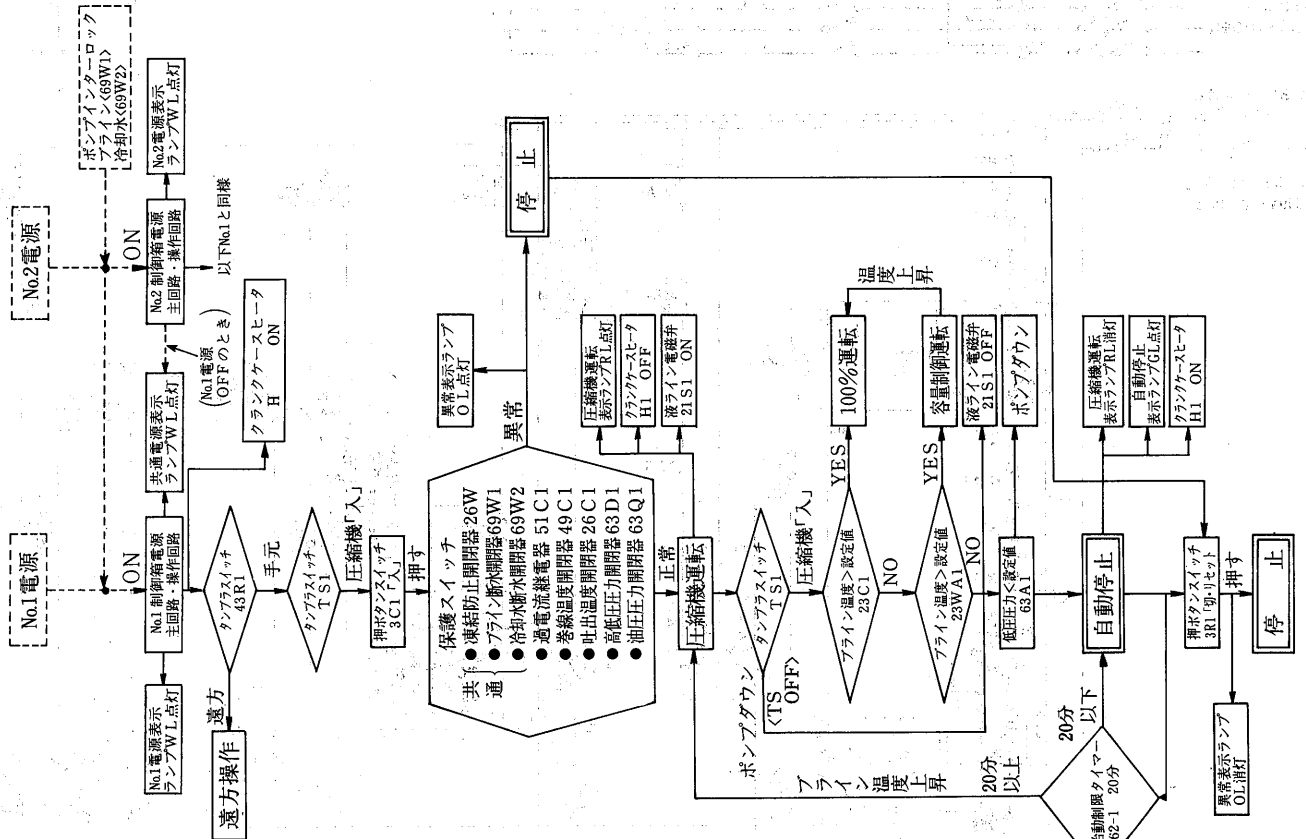 No.1電源
No.2電源
ポンプインターロック
ブライン<69W1>
冷却水<69W2>
ON
ON
No.1電源表示
ランプWL点灯
No.1制御箱電源
主回路・操作回路
共通電源表示
ランプWL点灯
No.2制御箱電源
主回路・操作回路
No.2電源表示
ランプWL点灯
(No.1電源
OFFのとき)
以下No.1と同様
クランクケースヒータ
H ON
タンブラスイッチ
43R1
遠方
遠方操作
手元
タンブラスイッチ
TS1
圧縮機「入」
押ボタンスイッチ
3C1「入」
押す
保護スイッチ
共通
●凍結防止開閉器 26W
●ブライン断水開閉器 69W1
●冷却水断水開閉器 69W2
●過電流継電器 51C1
●巻線温度開閉器 49C1
●吐出温度開閉器 26C1
●高低圧圧力開閉器 63D1
●油圧圧力開閉器 63Q1
異常
異常表示ランプ
OL点灯
停止
正常
圧縮機運転
圧縮機運転
表示ランプRL点灯
クランクケースヒータ
H1 OFF
液ライン電磁弁
21S1 ON
タンブラスイッチ
TS1
ポンプダウン
<TS
OFF>
圧縮機「入」
ブライン温度>設定値
23C1
YES
100%運転
NO
温度上昇
ブライン温度>設定値
23WA1
YES
容量制御運転
NO
液ライン電磁弁
21S1 OFF
低圧圧力<設定値
63A1
ポンプダウン
ブライン温度上昇
20分
以上
20分
以下
自動停止
圧縮機運転
表示ランプRL消灯
自動停止
表示ランプGL点灯
クランクケースヒータ
H1 ON
始動制限タイマー
62-1 20分
押ボタンスイッチ
3R1「切・リセット」
押す
異常表示ランプ
OL消灯
停止